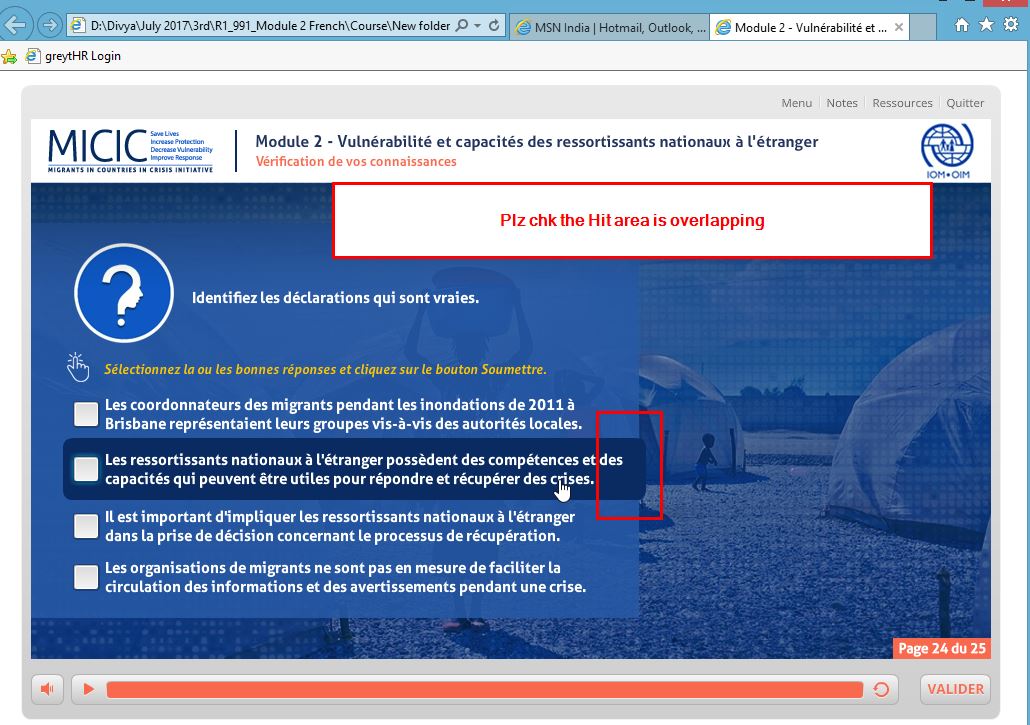 D:\Divya\July 2017\3rd\R1_991_Module 2 French\Course\New folder
MSN India | Hotmail, Outlook, ...
Module 2 - Vulnérabilité et ...
greytHR Login
Menu
Notes
Ressources
Quitter
MICIC
Save Lives
Increase Protection
Decrease Vulnerability
Improve Response
MIGRANTS IN COUNTRIES IN CRISIS INITIATIVE
Module 2 - Vulnérabilité et capacités des ressortissants nationaux à l'étranger
Vérification de vos connaissances
IOM•OIM
Plz chk the Hit area is overlapping
Identifiez les déclarations qui sont vraies.
Sélectionnez la ou les bonnes réponses et cliquez sur le bouton Soumettre.
Les coordonnateurs des migrants pendant les inondations de 2011 à
Brisbane représentaient leurs groupes vis-à-vis des autorités locales.
Les ressortissants nationaux à l'étranger possèdent des compétences et des
capacités qui peuvent être utiles pour répondre et récupérer des crises.
Il est important d'impliquer les ressortissants nationaux à l'étranger
dans la prise de décision concernant le processus de récupération.
Les organisations de migrants ne sont pas en mesure de faciliter la
circulation des informations et des avertissements pendant une crise.
Page 24 du 25
VALIDER